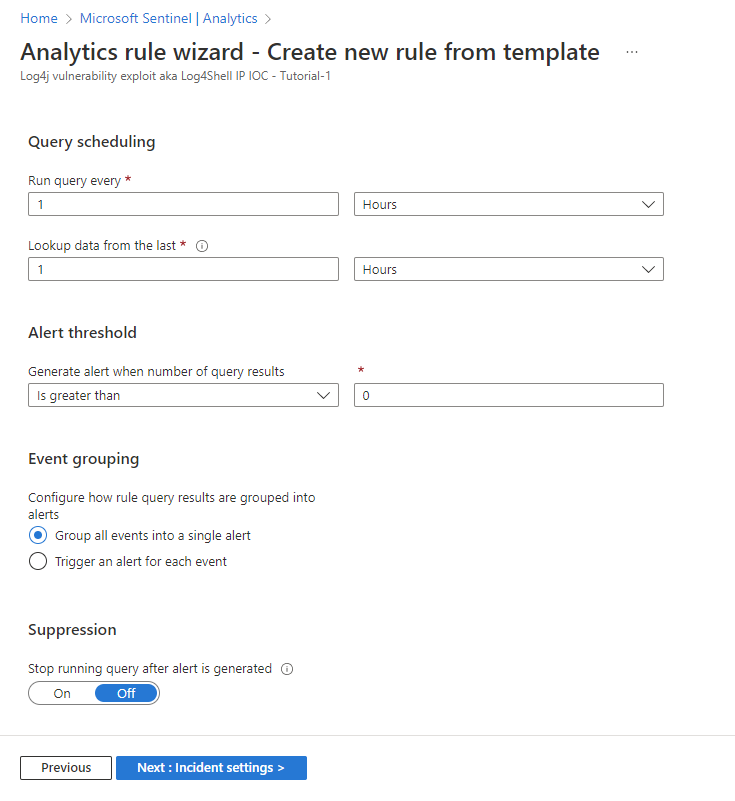 Home > Microsoft Sentinel | Analytics >
Analytics rule wizard - Create new rule from template ...
Log4j vulnerability exploit aka Log4Shell IP IOC - Tutorial-1
Query scheduling
Run query every *
1 Hours
Lookup data from the last *
1 Hours
Alert threshold
Generate alert when number of query results *
Is greater than 0
Event grouping
Configure how rule query results are grouped into
alerts
Group all events into a single alert
Trigger an alert for each event
Suppression
Stop running query after alert is generated
On Off
Previous Next : Incident settings >